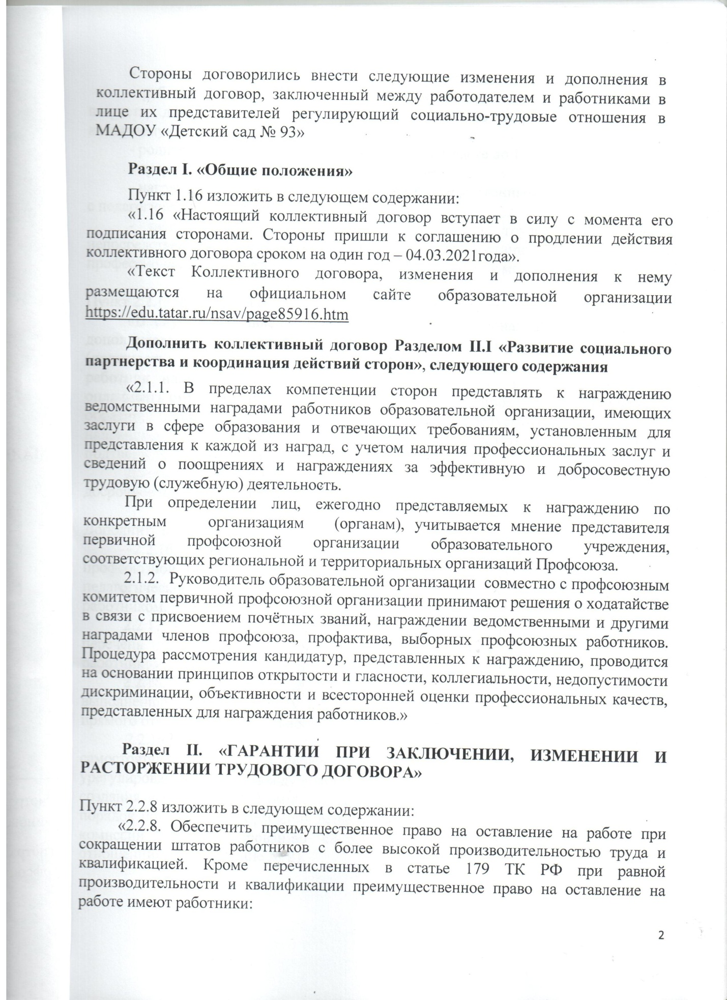 Стороны договорились внести следующие изменения и дополнения в
коллективный договор, заключенный между работодателем и работниками в
лице их представителей регулирующий социально-трудовые отношения в
МАДОУ «Детский сад № 93»
Раздел I. «Общие положения»
Пункт 1.16 изложить в следующем содержании:
«1.16 «Настоящий коллективный договор вступает в силу с момента его
подписания сторонами. Стороны пришли к соглашению о продлении действия
коллективного договора сроком на один год – 04.03.2021года».
«Текст Коллективного договора, изменения и дополнения к нему
размещаются на официальном сайте образовательной организации
https://edu.tatar.ru/nsav/page85916.htm
Дополнить коллективный договор Разделом II.I «Развитие социального
партнерства и координация действий сторон», следующего содержания
«2.1.1. В пределах компетенции сторон представлять к награждению
ведомственными наградами работников образовательной организации, имеющих
заслуги в сфере образования и отвечающих требованиям, установленным для
представления к каждой из наград, с учетом наличия профессиональных заслуг и
сведений о поощрениях и награждениях за эффективную и добросовестную
трудовую (служебную) деятельность.
При определении лиц, ежегодно представляемых к награждению по
конкретным организациям (органам), учитывается мнение представителя
первичной профсоюзной организации образовательного учреждения,
соответствующих региональной и территориальных организаций Профсоюза.
2.1.2. Руководитель образовательной организации совместно с профсоюзным
комитетом первичной профсоюзной организации принимают решения о ходатайстве
в связи с присвоением почётных званий, награждении ведомственными и другими
наградами членов профсоюза, профактива, выборных профсоюзных работников.
Процедура рассмотрения кандидатур, представленных к награждению, проводится
на основании принципов открытости и гласности, коллегиальности, недопустимости
дискриминации, объективности и всесторонней оценки профессиональных качеств,
представленных для награждения работников.»
Раздел II. «ГАРАНТИИ ПРИ ЗАКЛЮЧЕНИИ, ИЗМЕНЕНИИ И
РАСТОРЖЕНИИ ТРУДОВОГО ДОГОВОРА»
Пункт 2.2.8 изложить в следующем содержании:
«2.2.8. Обеспечить преимущественное право на оставление на работе при
сокращении штатов работников с более высокой производительностью труда и
квалификацией. Кроме перечисленных в статье 179 ТК РФ при равной
производительности и квалификации преимущественное право на оставление на
работе имеют работники:
2